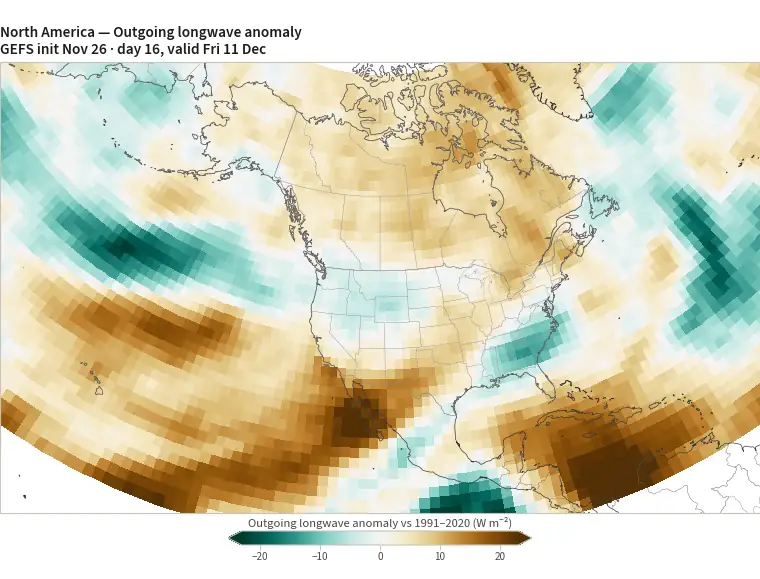 North America — Outgoing longwave anomaly
GEFS init Nov 26 · day 16, valid Fri 11 Dec
Outgoing longwave anomaly vs 1991–2020 (W m⁻²)
−20 −10 0 10 20